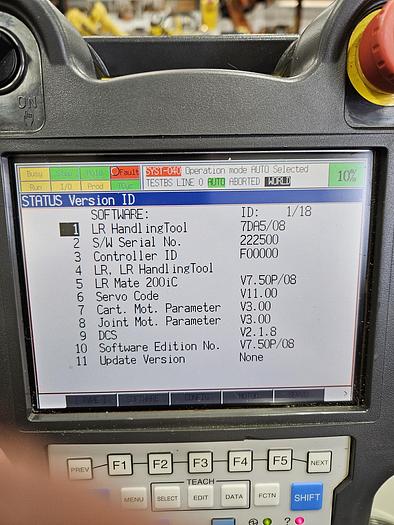 ON
Busy Step Hold Fault SYST-040 Operation mode AUTO Selected
Run I/O Prod TCyc TESTBS LINE 0 AUTO ABORTED WORLD 10%
STATUS Version ID
SOFTWARE: ID: 1/18
1 LR HandlingTool 7DA5/08
2 S/W Serial No. 222500
3 Controller ID F00000
4 LR, LR HandlingTool
5 LR Mate 200iC V7.50P/08
6 Servo Code V11.00
7 Cart. Mot. Parameter V3.00
8 Joint Mot. Parameter V3.00
9 DCS V2.1.8
10 Software Edition No. V7.50P/08
11 Update Version None
[ TYPE ] SOFTWARE CONFIG MOTOR >
PREV F1 F2 F3 F4 F5 NEXT
TEACH
MENU SELECT EDIT DATA FCTN SHIFT
?